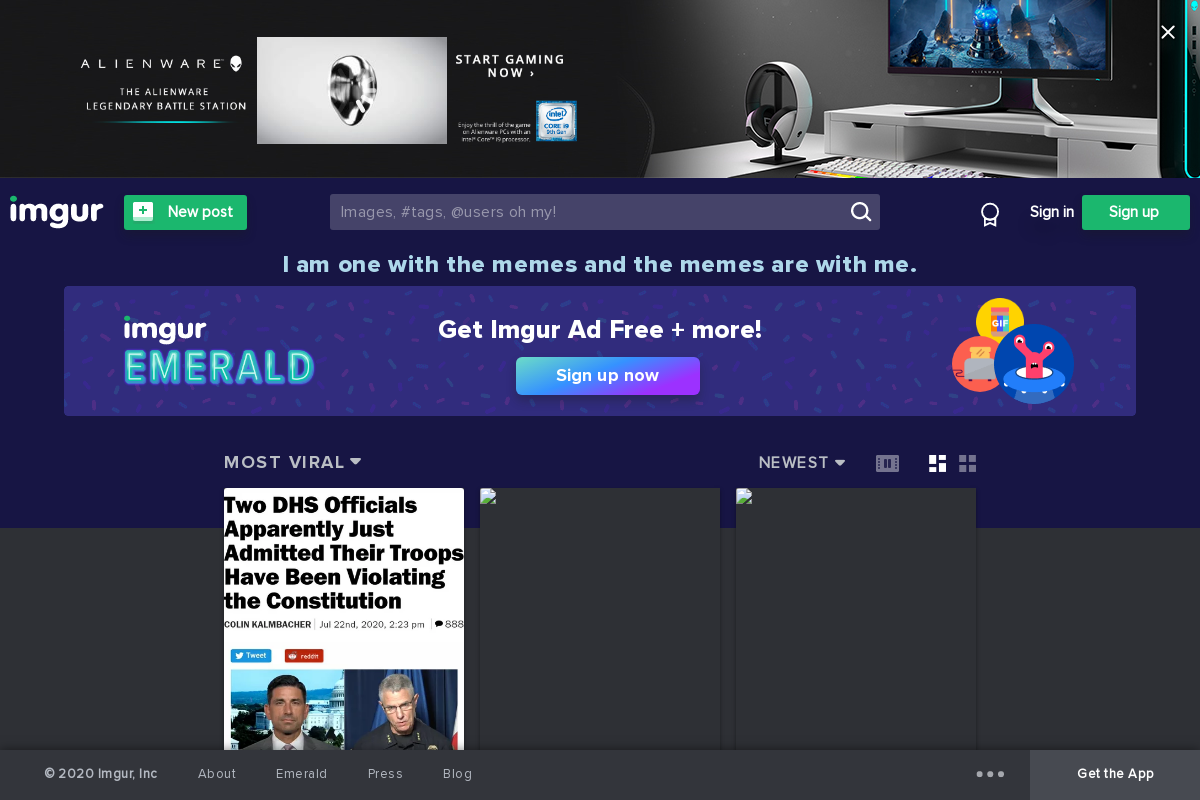 ALIENWARE
THE ALIENWARE
LEGENDARY BATTLE STATION
START GAMING
NOW ›
Enjoy the thrill of the game
on Alienware PCs with an
Intel® Core™ i9 processor.
intel
CORE i9
9th Gen
ALIENWARE
imgur
New post
Images, #tags, @users oh my!
Sign in
Sign up
I am one with the memes and the memes are with me.
imgur
EMERALD
Get Imgur Ad Free + more!
Sign up now
GIF
MOST VIRAL
NEWEST
Two DHS Officials
Apparently Just
Admitted Their Troops
Have Been Violating
the Constitution
COLIN KALMBACHER | Jul 22nd, 2020, 2:23 pm | 888
Tweet
reddit
© 2020 Imgur, Inc
About
Emerald
Press
Blog
Get the App